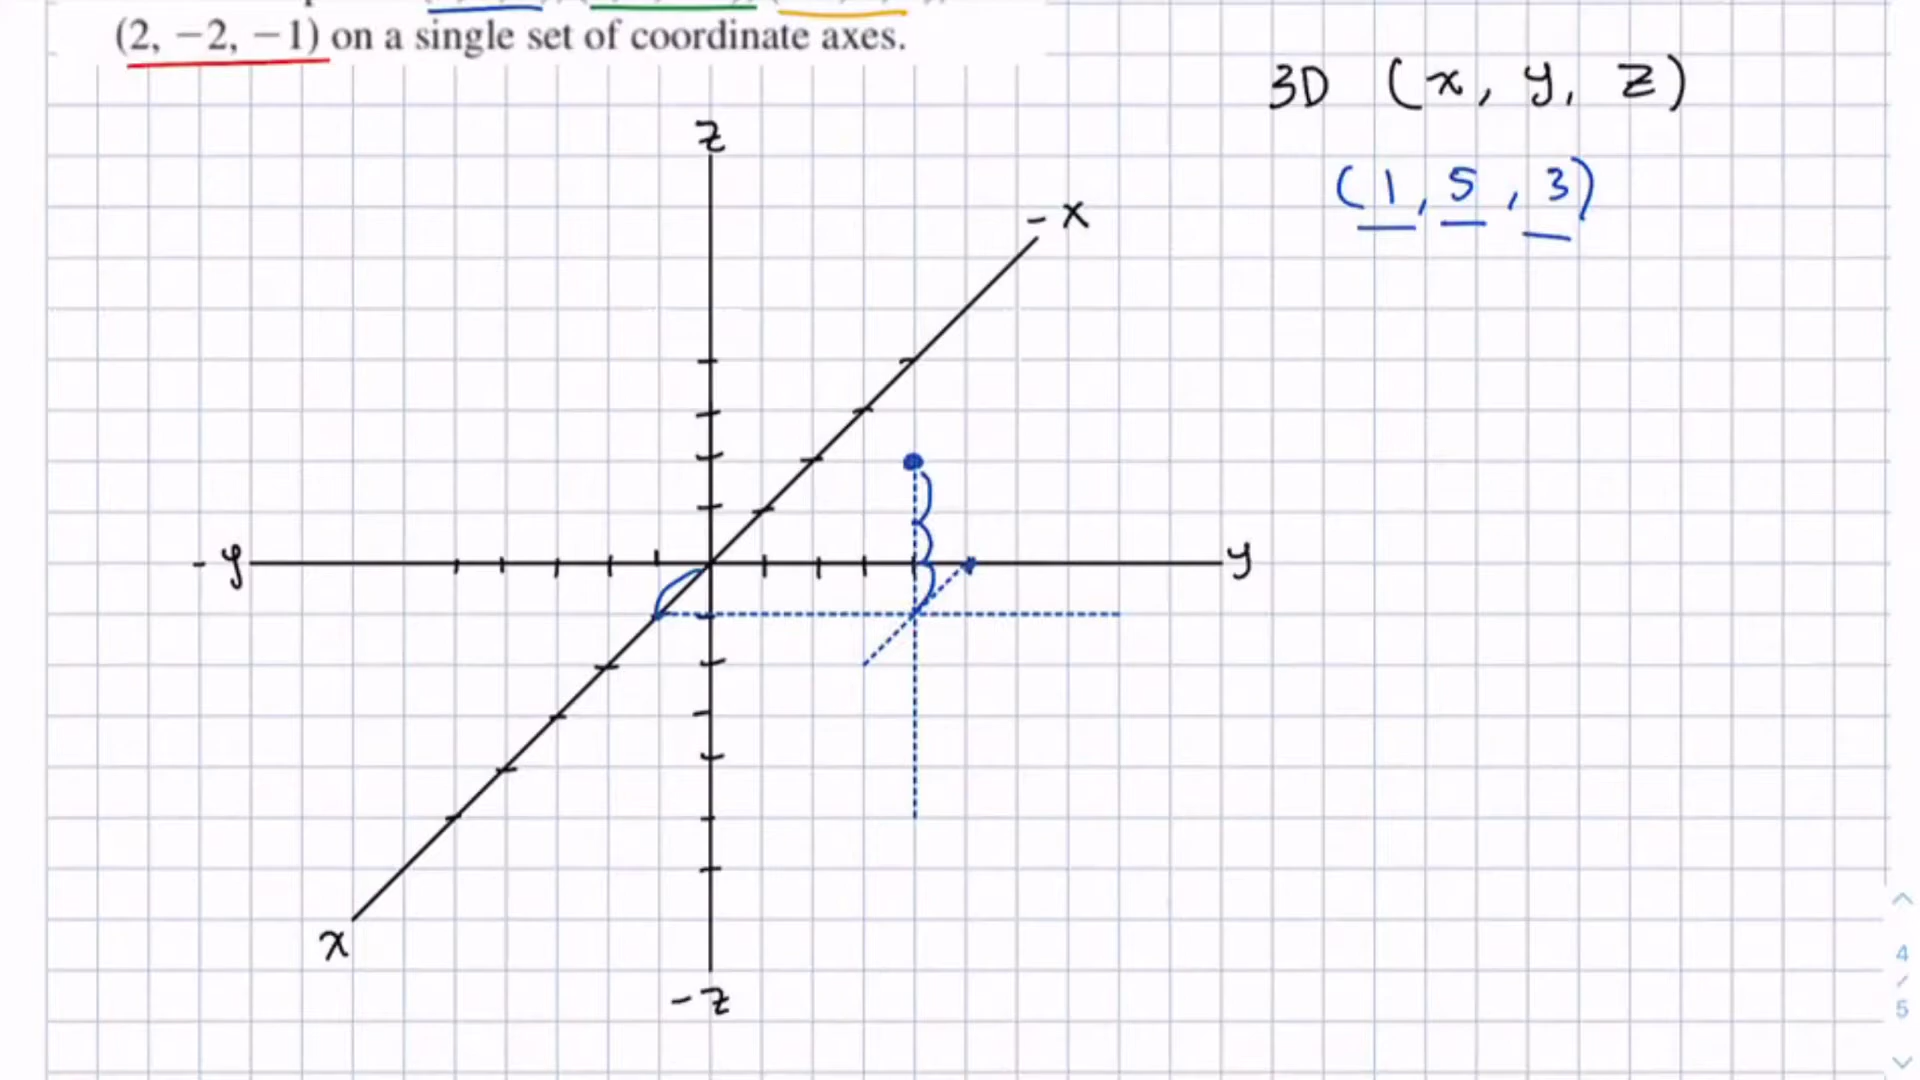 (2, −2, −1) on a single set of coordinate axes.
3D (x, y, z)
z
(1, 5, 3)
-x
-y
y
x
-z
4
/
5